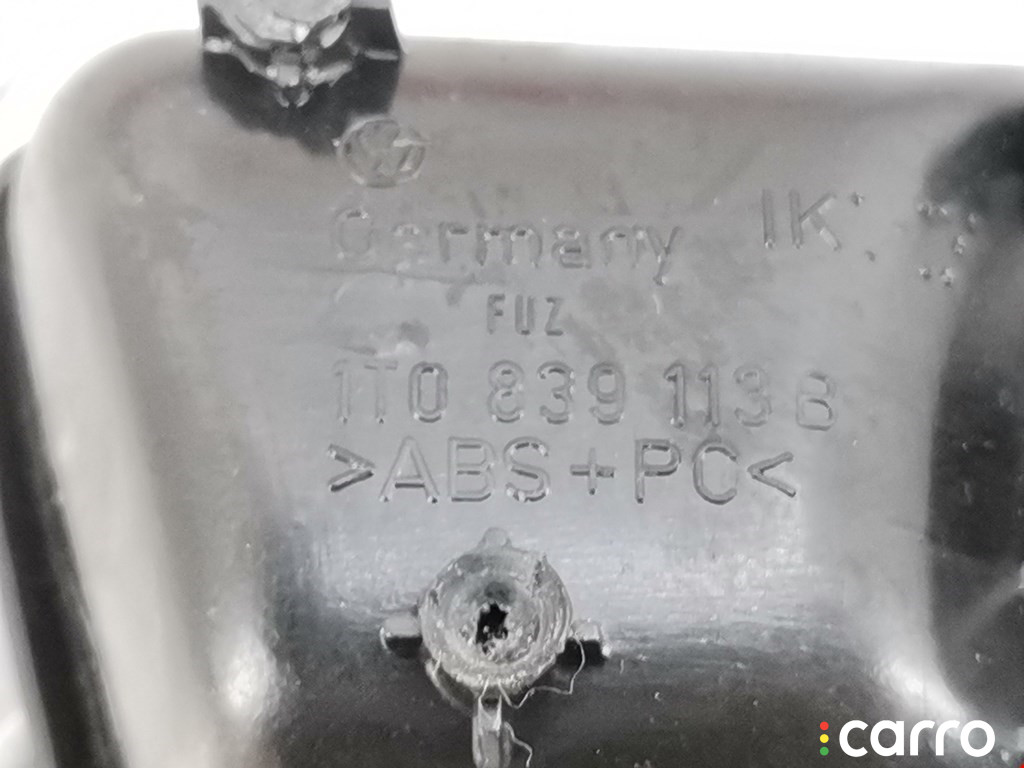 Germany IK
FUZ
1T0 839 113 B
>ABS+PC<
carro